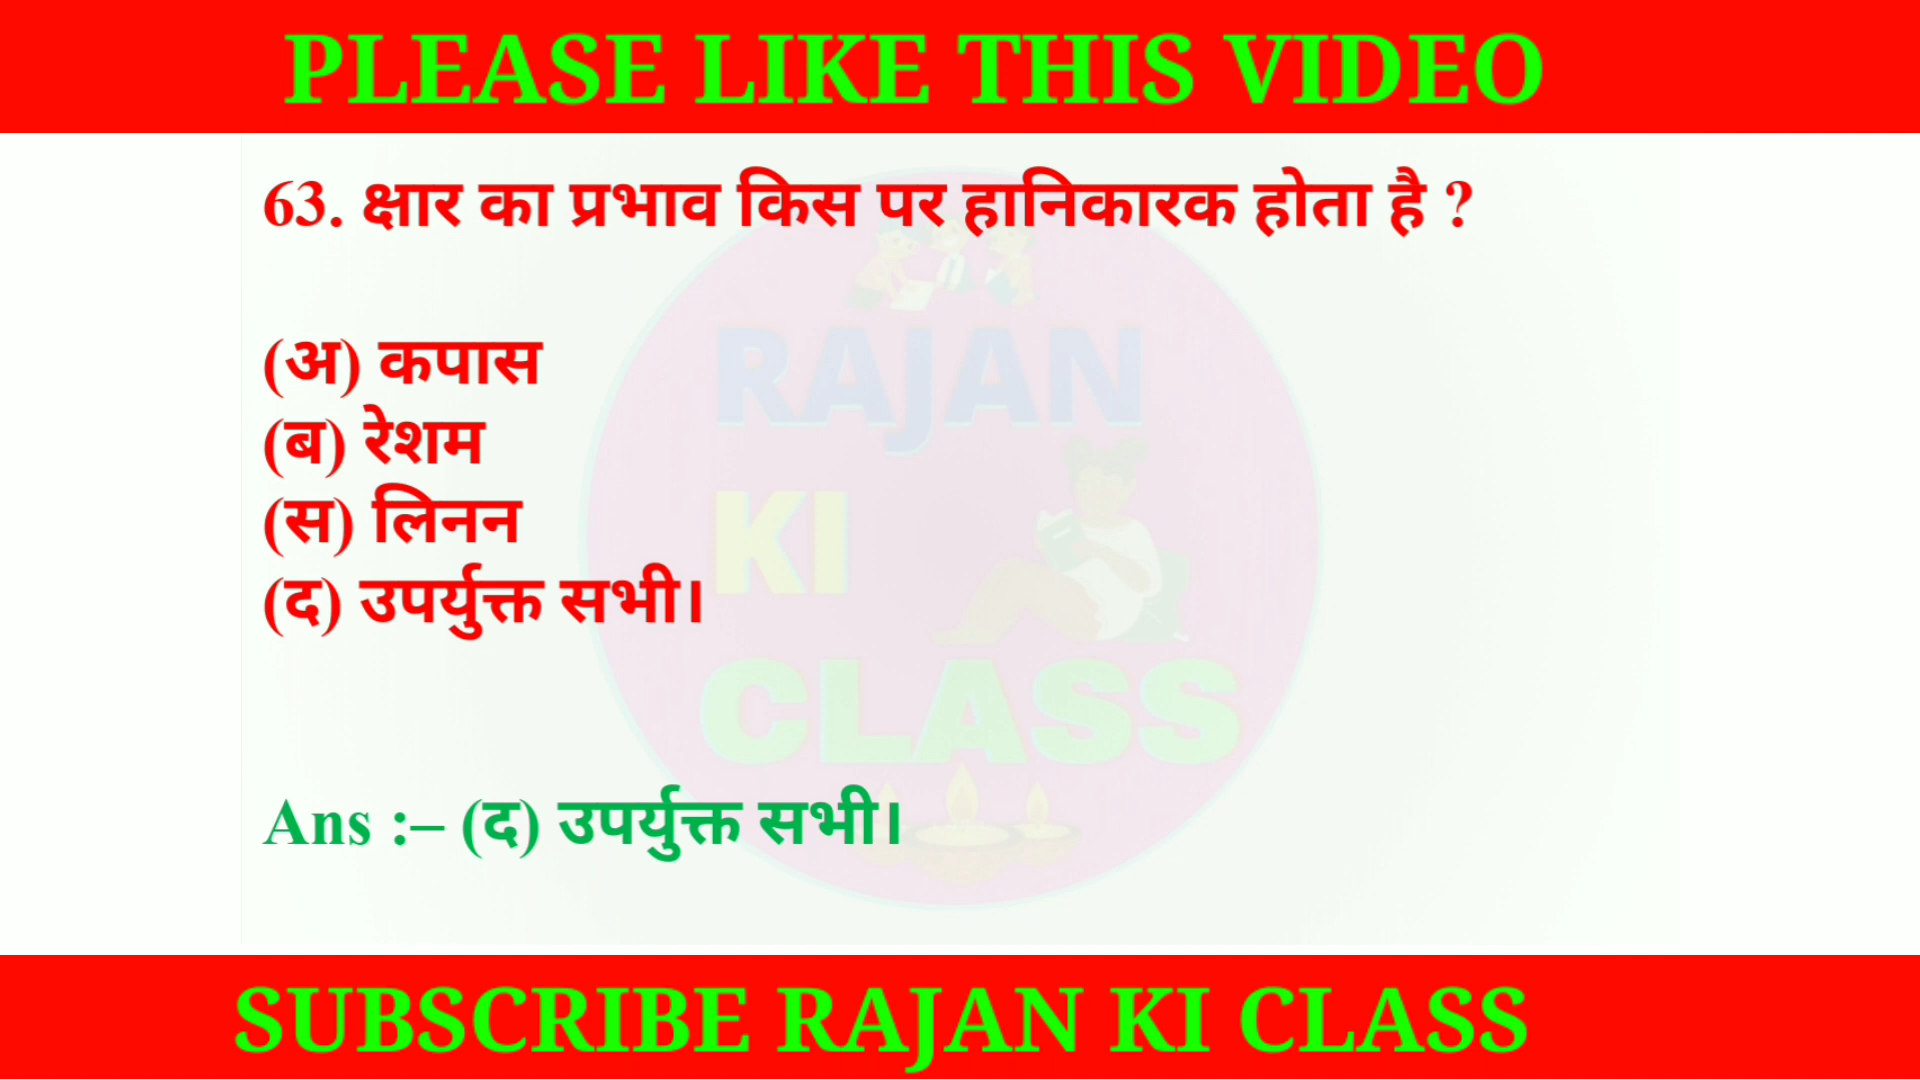 PLEASE LIKE THIS VIDEO
63. क्षार का प्रभाव किस पर हानिकारक होता है ?
(अ) कपास
(ब) रेशम
(स) लिनन
(द) उपर्युक्त सभी।
RAJAN
KI
CLASS
Ans :– (द) उपर्युक्त सभी।
SUBSCRIBE RAJAN KI CLASS